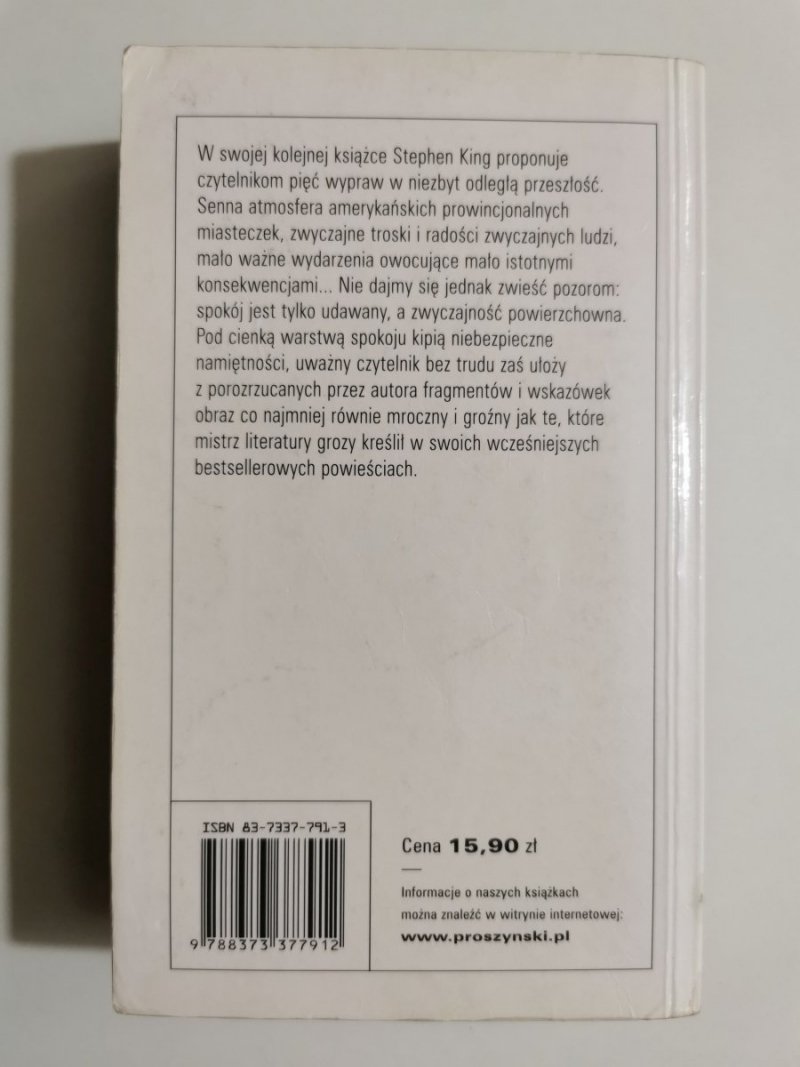 W swojej kolejnej książce Stephen King proponuje
czytelnikom pięć wypraw w niezbyt odległą przeszłość.
Senna atmosfera amerykańskich prowincjonalnych
miasteczek, zwyczajne troski i radości zwyczajnych ludzi,
mało ważne wydarzenia owocujące mało istotnymi
konsekwencjami... Nie dajmy się jednak zwieść pozorom:
spokój jest tylko udawany, a zwyczajność powierzchowna.
Pod cienką warstwą spokoju kipią niebezpieczne
namiętności, uważny czytelnik bez trudu zaś ułoży
z porozrzucanych przez autora fragmentów i wskazówek
obraz co najmniej równie mroczny i groźny jak te, które
mistrz literatury grozy kreślił w swoich wcześniejszych
bestsellerowych powieściach.
ISBN 83-7337-791-3
9 788373 377912
Cena 15,90 zł
Informacje o naszych książkach
można znaleźć w witrynie internetowej:
www.proszynski.pl